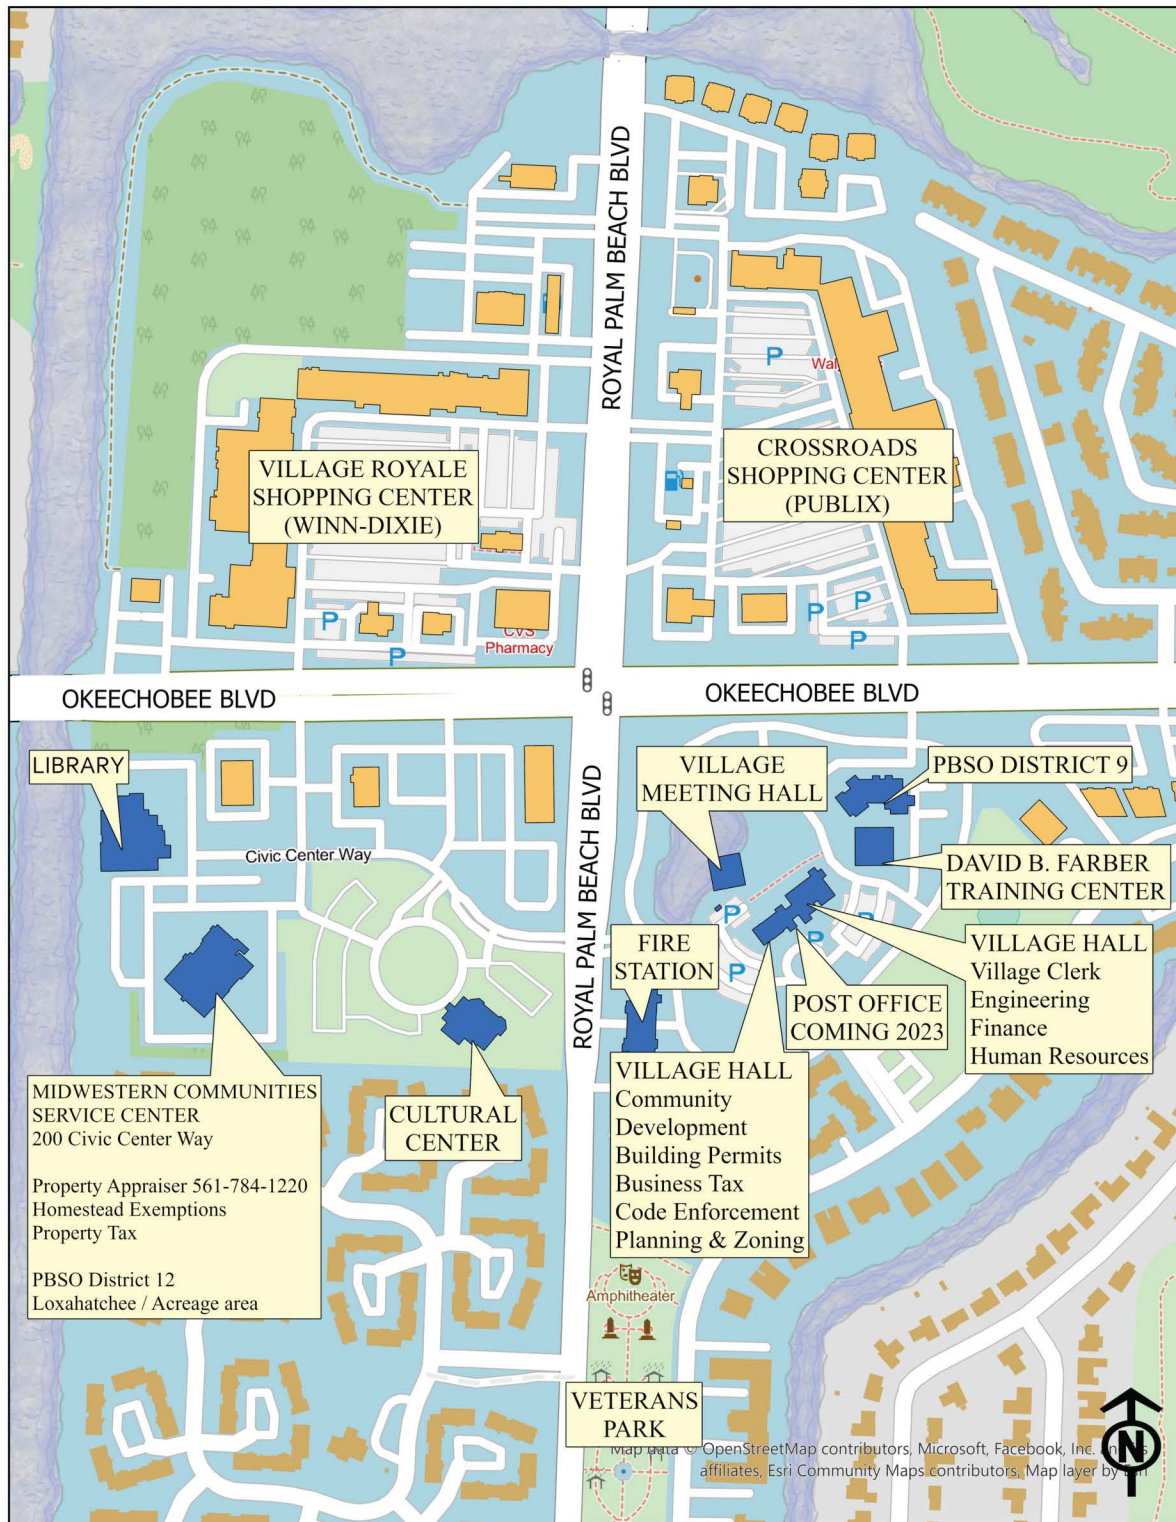 ROYAL PALM BEACH BLVD
P
VILLAGE ROYALE
SHOPPING CENTER
(WINN-DIXIE)
CROSSROADS
SHOPPING CENTER
(PUBLIX)
P
P
P
P
P
CVS
Pharmacy
OKEECHOBEE BLVD
OKEECHOBEE BLVD
LIBRARY
VILLAGE
MEETING HALL
PBSO DISTRICT 9
ROYAL PALM BEACH BLVD
Civic Center Way
DAVID B. FARBER
TRAINING CENTER
P
P
P
P
FIRE
STATION
POST OFFICE
COMING 2023
VILLAGE HALL
Village Clerk
Engineering
Finance
Human Resources
MIDWESTERN COMMUNITIES
SERVICE CENTER
200 Civic Center Way
Property Appraiser 561-784-1220
Homestead Exemptions
Property Tax
PBSO District 12
Loxahatchee / Acreage area
CULTURAL
CENTER
VILLAGE HALL
Community
Development
Building Permits
Business Tax
Code Enforcement
Planning & Zoning
Amphitheater
VETERANS
PARK
N
Map data © OpenStreetMap contributors, Microsoft, Facebook, Inc. and its
affiliates, Esri Community Maps contributors, Map layer by Esri